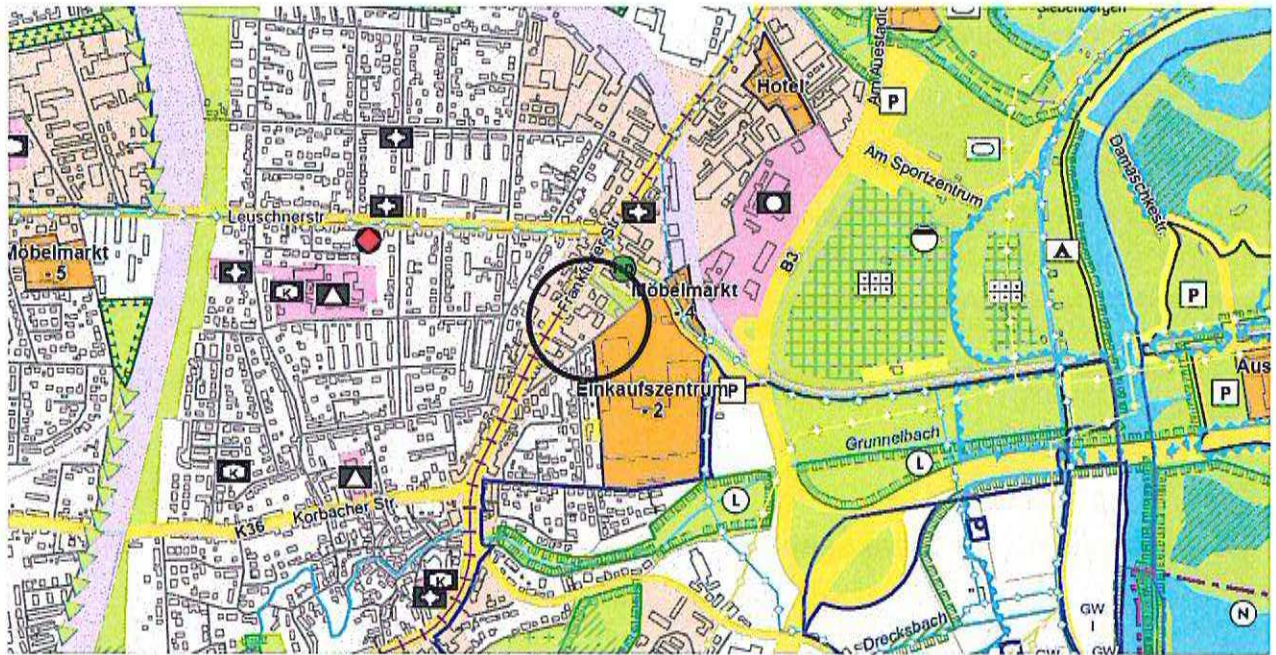 Siebenbergen
Am Auestadion
Hotel
P
Am Sportzentrum
Damaschkestr.
Leuschnerstr.
Frankfurter Str.
Möbelmarkt
- 5
B3
K
Möbelmarkt
- 4
P
P
Aus
Einkaufszentrum
- 2
P
Grunnelbach
L
K
K36
Korbacher Str.
L
K
GW
I
N
Drecksbach
GW
GW